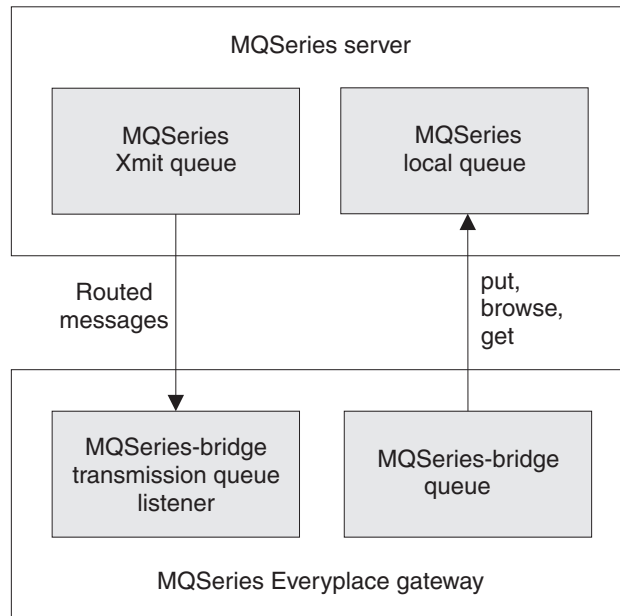 MQSeries server
MQSeries
Xmit queue
MQSeries
local queue
Routed
messages
put,
browse,
get
MQSeries-bridge
transmission queue
listener
MQSeries-bridge
queue
MQSeries Everyplace gateway